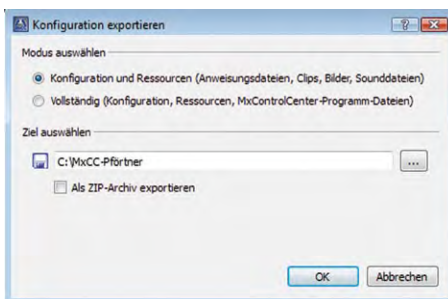 Konfiguration exportieren
Modus auswählen
Konfiguration und Ressourcen (Anweisungsdateien, Clips, Bilder, Sounddateien)
Vollständig (Konfiguration, Ressourcen, MxControlCenter-Programm-Dateien)
Ziel auswählen
C:\MxCC-Pförtner
...
Als ZIP-Archiv exportieren
OK
Abbrechen